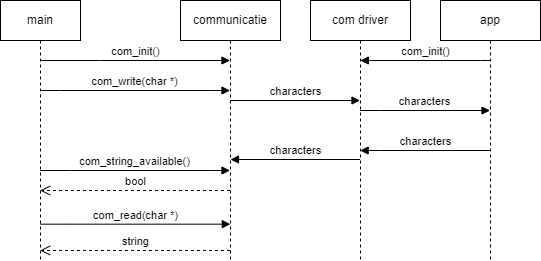 main
communicatie
com driver
app
com_init()
com_init()
com_write(char *)
characters
characters
characters
characters
com_string_available()
bool
com_read(char *)
string